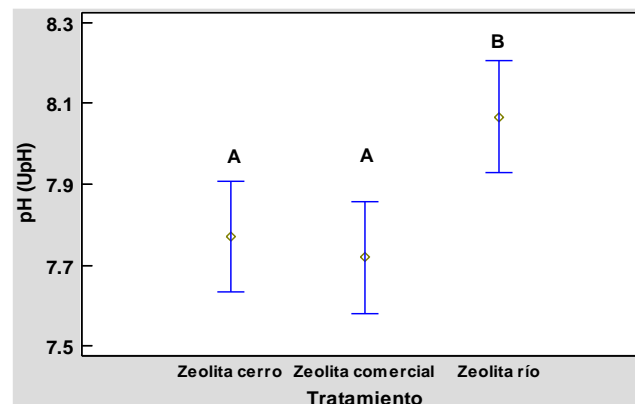 8.3
B
8.1
A A
7.9
pH (UpH)
7.7
7.5
Zeolita cerro Zeolita comercial Zeolita río
Tratamiento